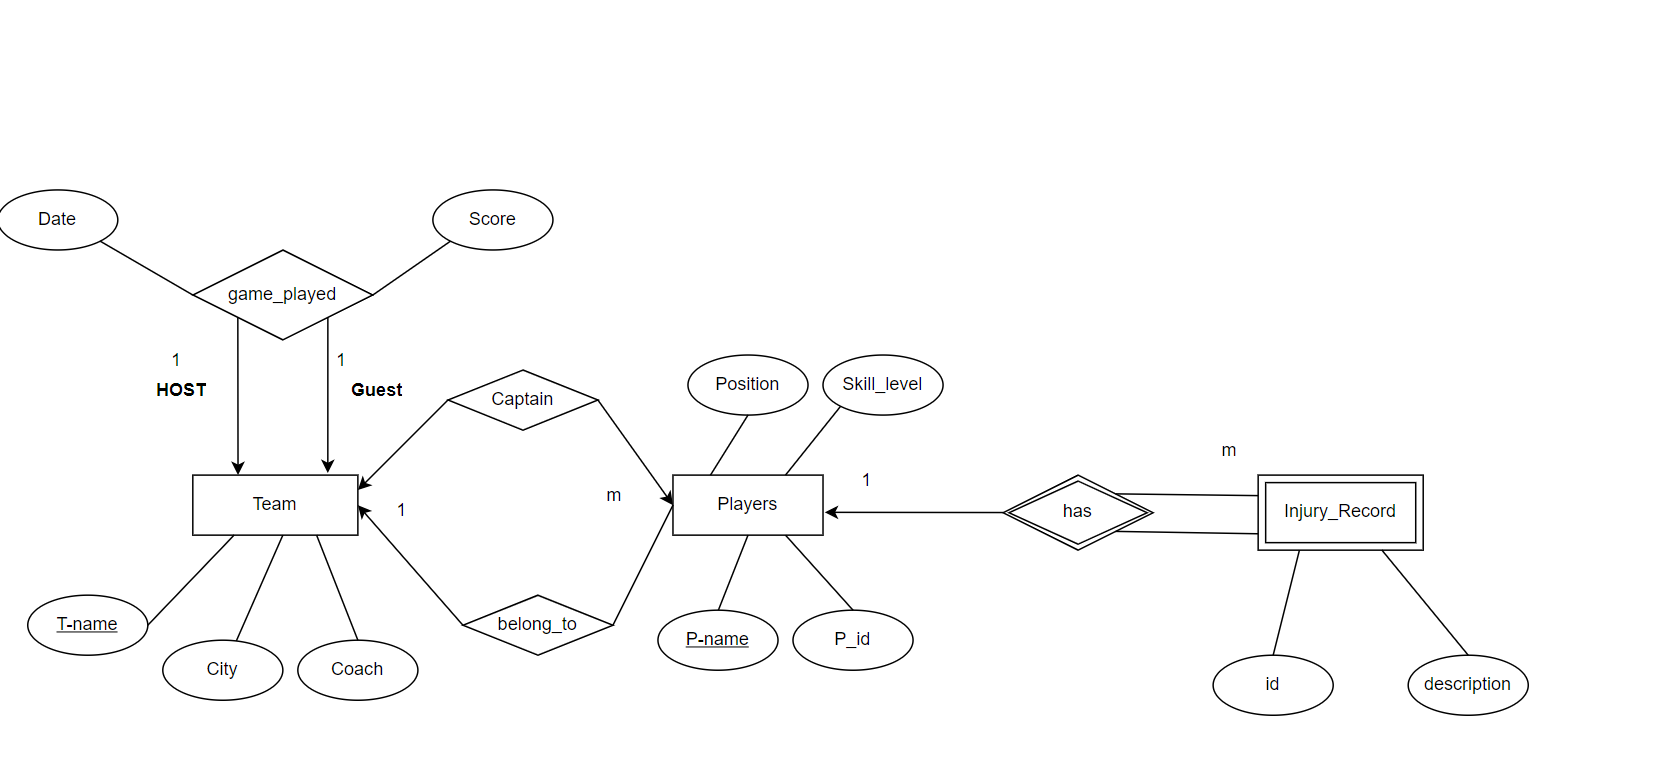 Date
Score
game_played
1
1
HOST
Guest
Captain
Position
Skill_level
m
1
m
1
Team
Players
has
Injury_Record
T-name
belong_to
P-name
P_id
City
Coach
id
description